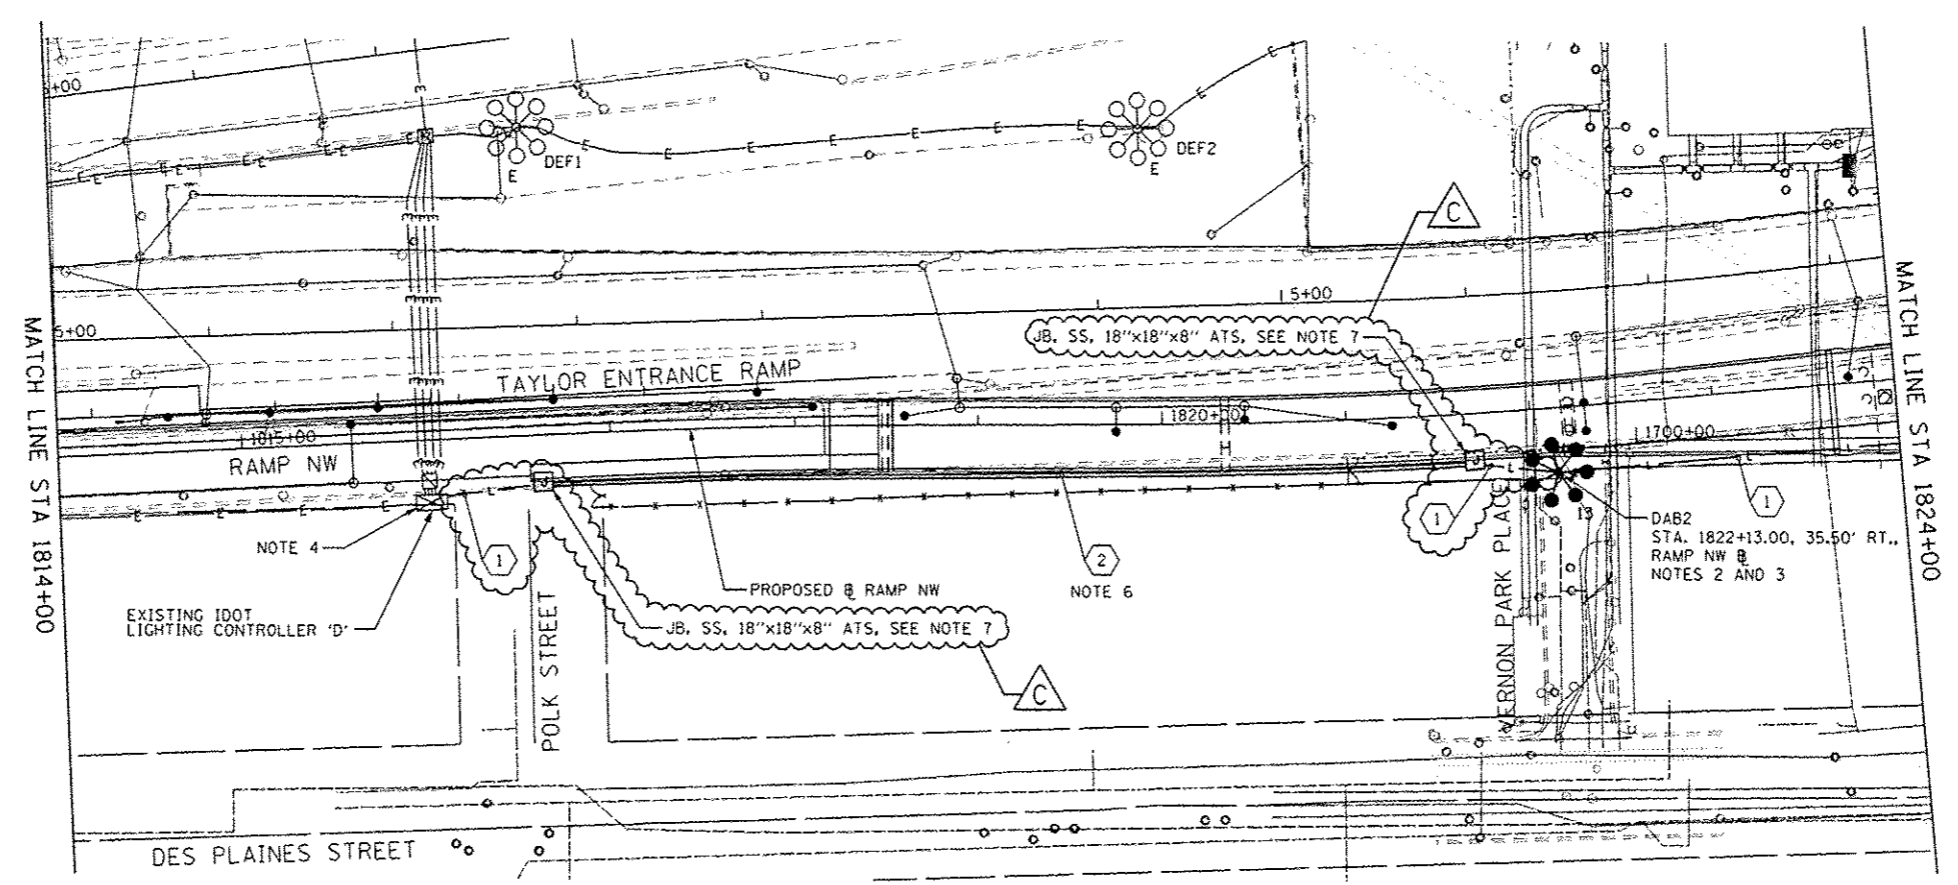 +00
DEF1
E
DEF2
E
C
5+00
JB, SS, 18"x18"x8" ATS, SEE NOTE 7
5+00
TAYLOR ENTRANCE RAMP
1815+00
1820+00
1700+00
RAMP NW
MATCH LINE STA 1814+00
MATCH LINE STA 1824+00
NOTE 4
1
2
NOTE 6
1
1
13
DAB2
STA. 1822+13.00, 35.50' RT.,
RAMP NW ℄
NOTES 2 AND 3
PROPOSED ℄ RAMP NW
EXISTING IDOT
LIGHTING CONTROLLER 'D'
JB, SS, 18"x18"x8" ATS, SEE NOTE 7
C
POLK STREET
VERNON PARK PLACE
DES PLAINES STREET